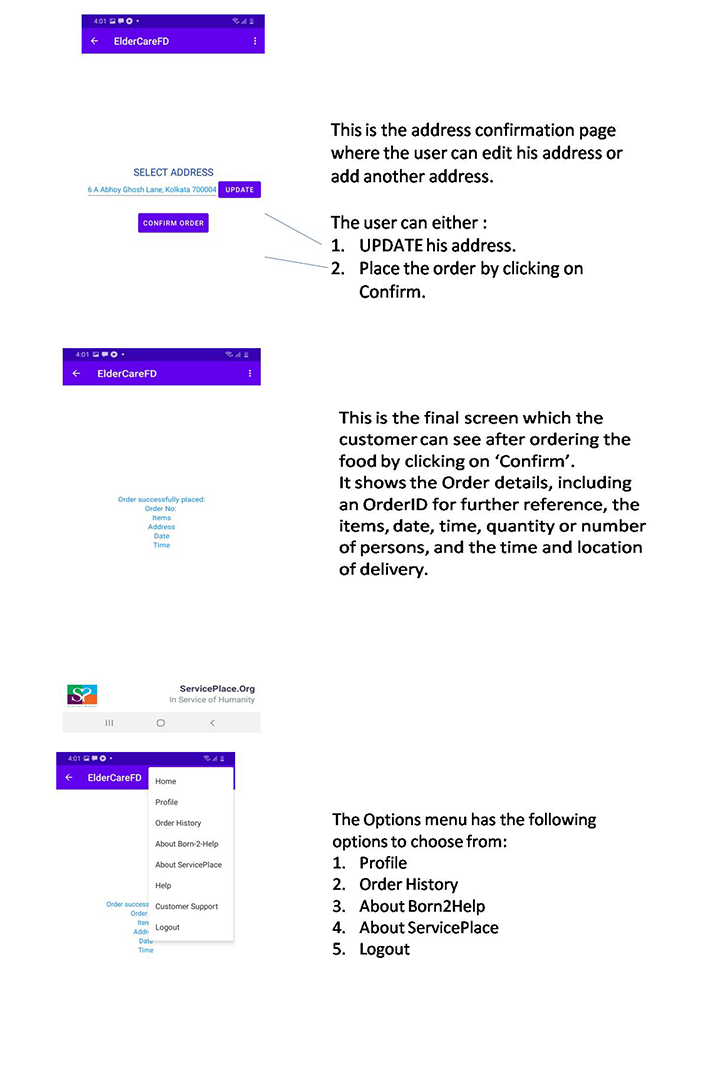 4:01
ElderCareFD
SELECT ADDRESS
6 A Abhoy Ghosh Lane, Kolkata 700004 UPDATE
CONFIRM ORDER
This is the address confirmation page
where the user can edit his address or
add another address.
The user can either :
1. UPDATE his address.
2. Place the order by clicking on
Confirm.
4:01
ElderCareFD
Order successfully placed:
Order No:
Items
Address
Date
Time
This is the final screen which the
customer can see after ordering the
food by clicking on ‘Confirm’.
It shows the Order details, including
an OrderID for further reference, the
items, date, time, quantity or number
of persons, and the time and location
of delivery.
SP
ServicePlace.Org
In Service of Humanity
4:01
ElderCareFD
Home
Profile
Order History
About Born-2-Help
About ServicePlace
Help
Customer Support
Logout
Order success
Order
Iten
Addre
Date
Time
The Options menu has the following
options to choose from:
1. Profile
2. Order History
3. About Born2Help
4. About ServicePlace
5. Logout